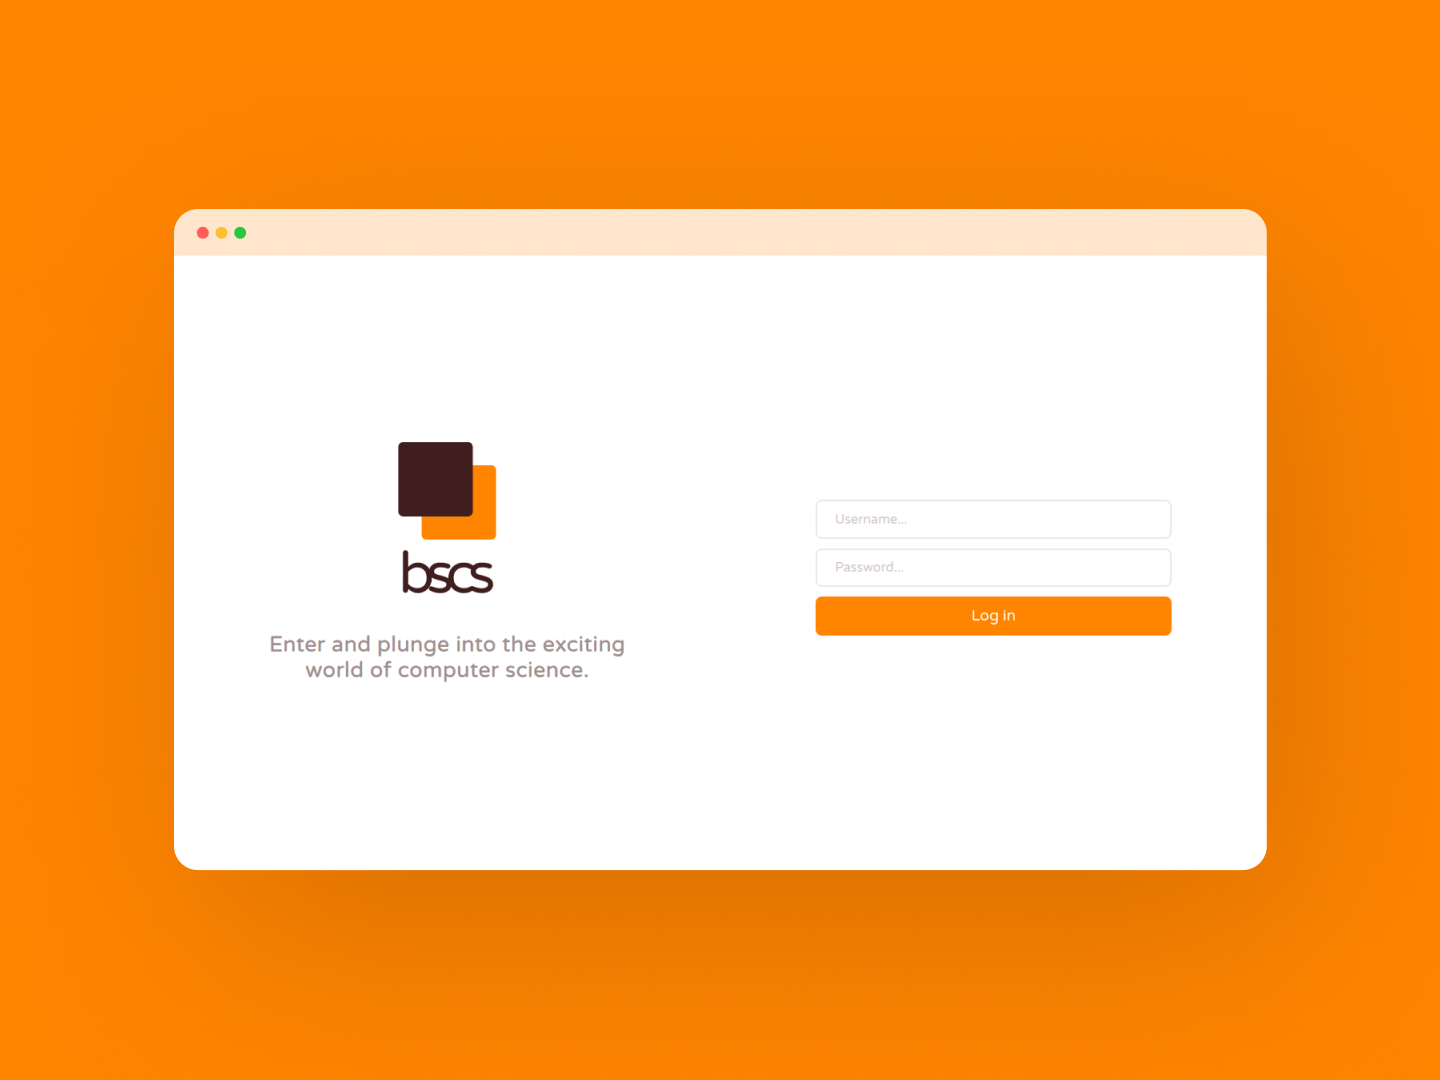 bscs
Enter and plunge into the exciting
world of computer science.
Username...
Password...
Log in